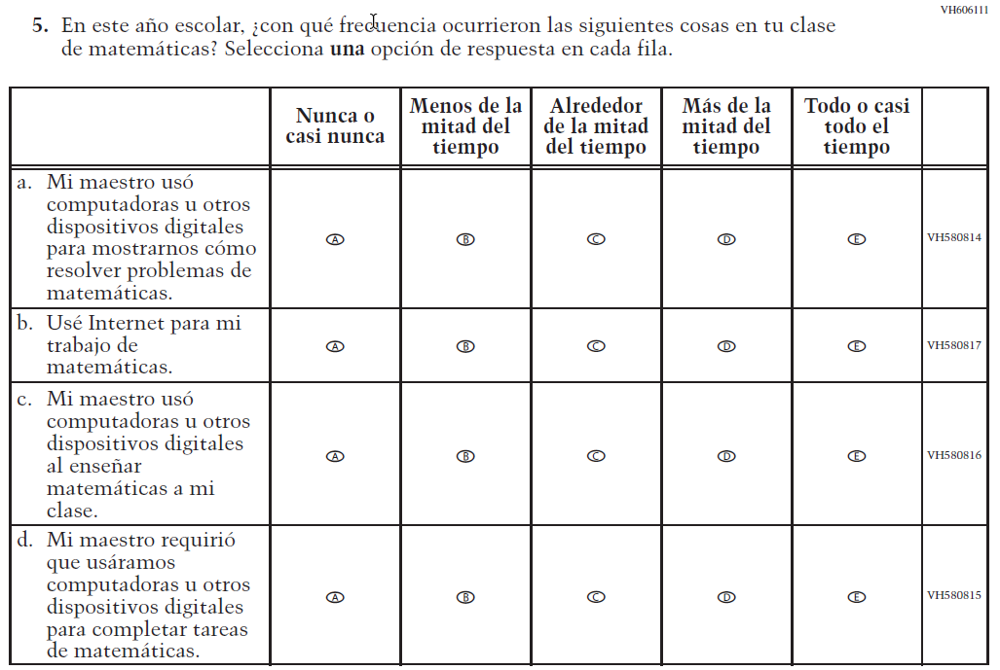 VH606111
5. En este año escolar, ¿con qué frecuencia ocurrieron las siguientes cosas en tu clase
de matemáticas? Selecciona una opción de respuesta en cada fila.
Nunca o
casi nunca
Menos de la
mitad del
tiempo
Alrededor
de la mitad
del tiempo
Más de la
mitad del
tiempo
Todo o casi
todo el
tiempo
a. Mi maestro usó
computadoras u otros
dispositivos digitales
para mostrarnos cómo
resolver problemas de
matemáticas.
A B C D E VH580814
b. Usé Internet para mi
trabajo de
matemáticas.
A B C D E VH580817
c. Mi maestro usó
computadoras u otros
dispositivos digitales
al enseñar
matemáticas a mi
clase.
A B C D E VH580816
d. Mi maestro requirió
que usáramos
computadoras u otros
dispositivos digitales
para completar tareas
de matemáticas.
A B C D E VH580815